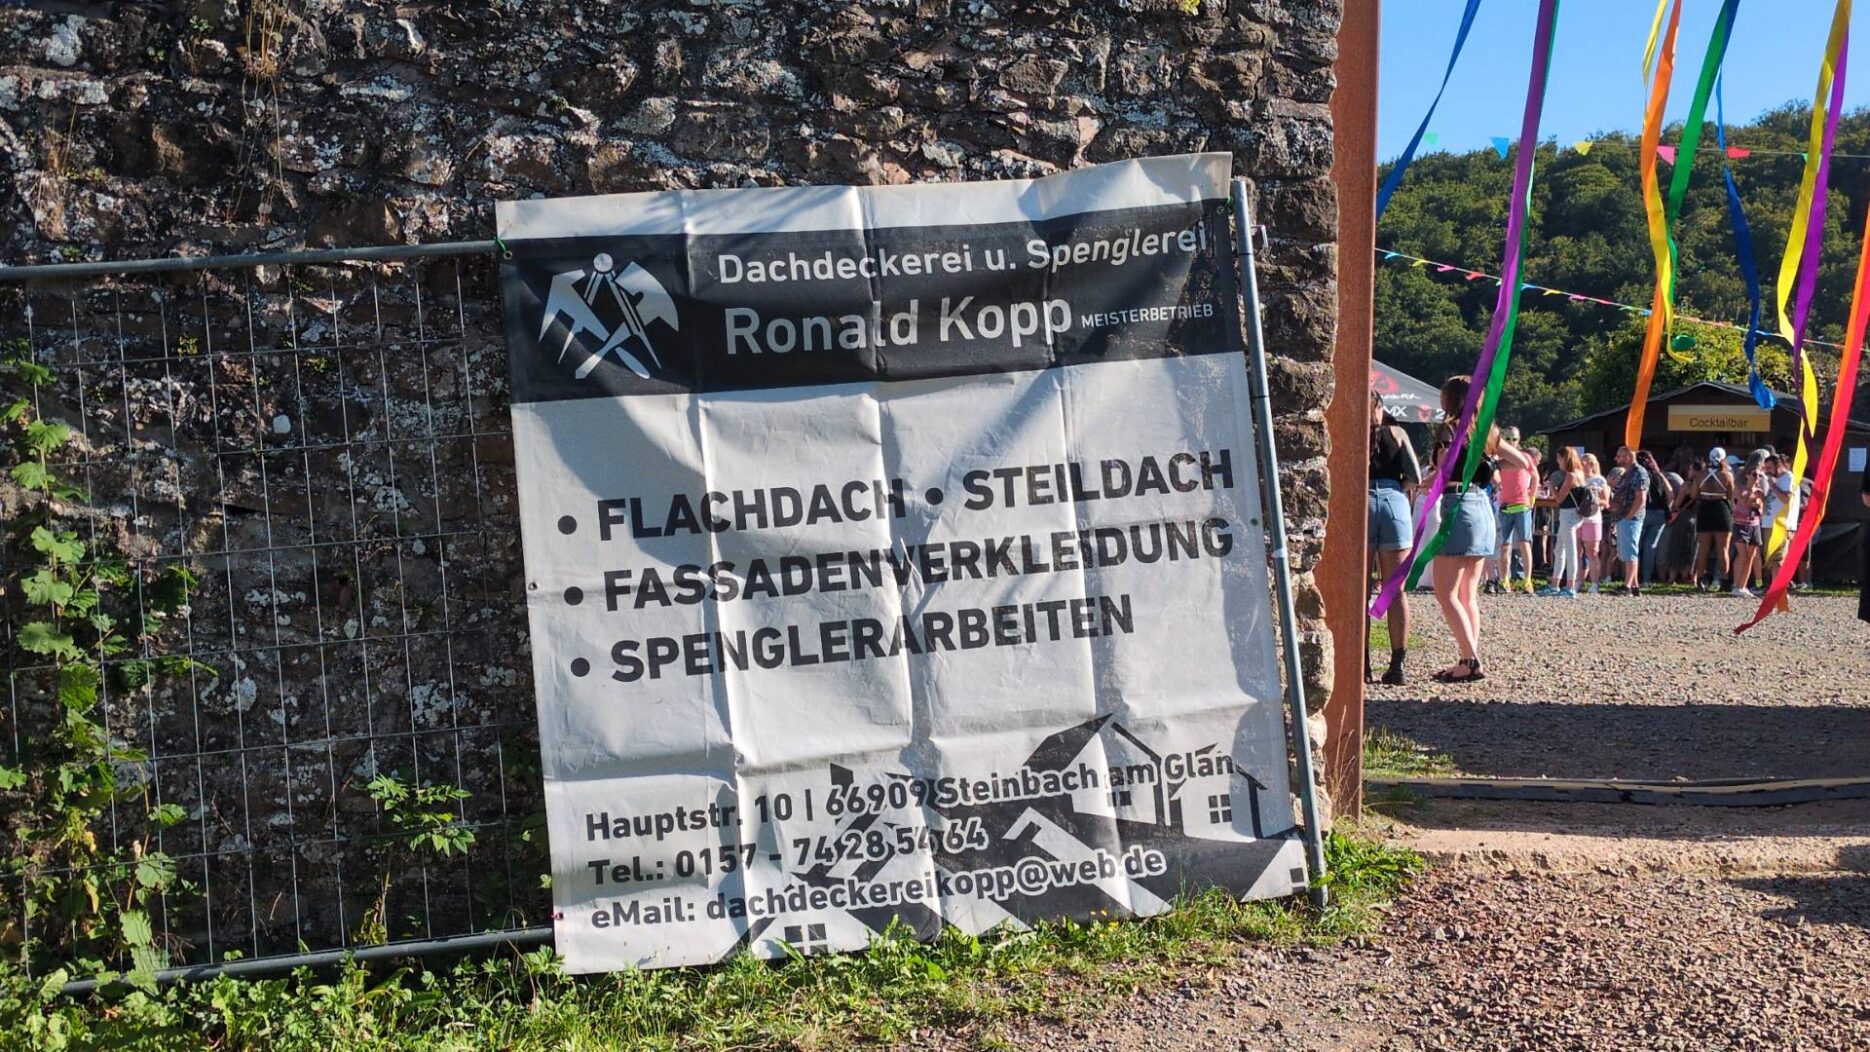 Dachdeckerei u. Spenglerei
Ronald Kopp MEISTERBETRIEB
• FLACHDACH • STEILDACH
• FASSADENVERKLEIDUNG
• SPENGLERARBEITEN
Hauptstr. 10 | 66909 Steinbach am Glan
Tel.: 0157 - 74 28 54 64
eMail: dachdeckereikopp@web.de
Cocktailbar